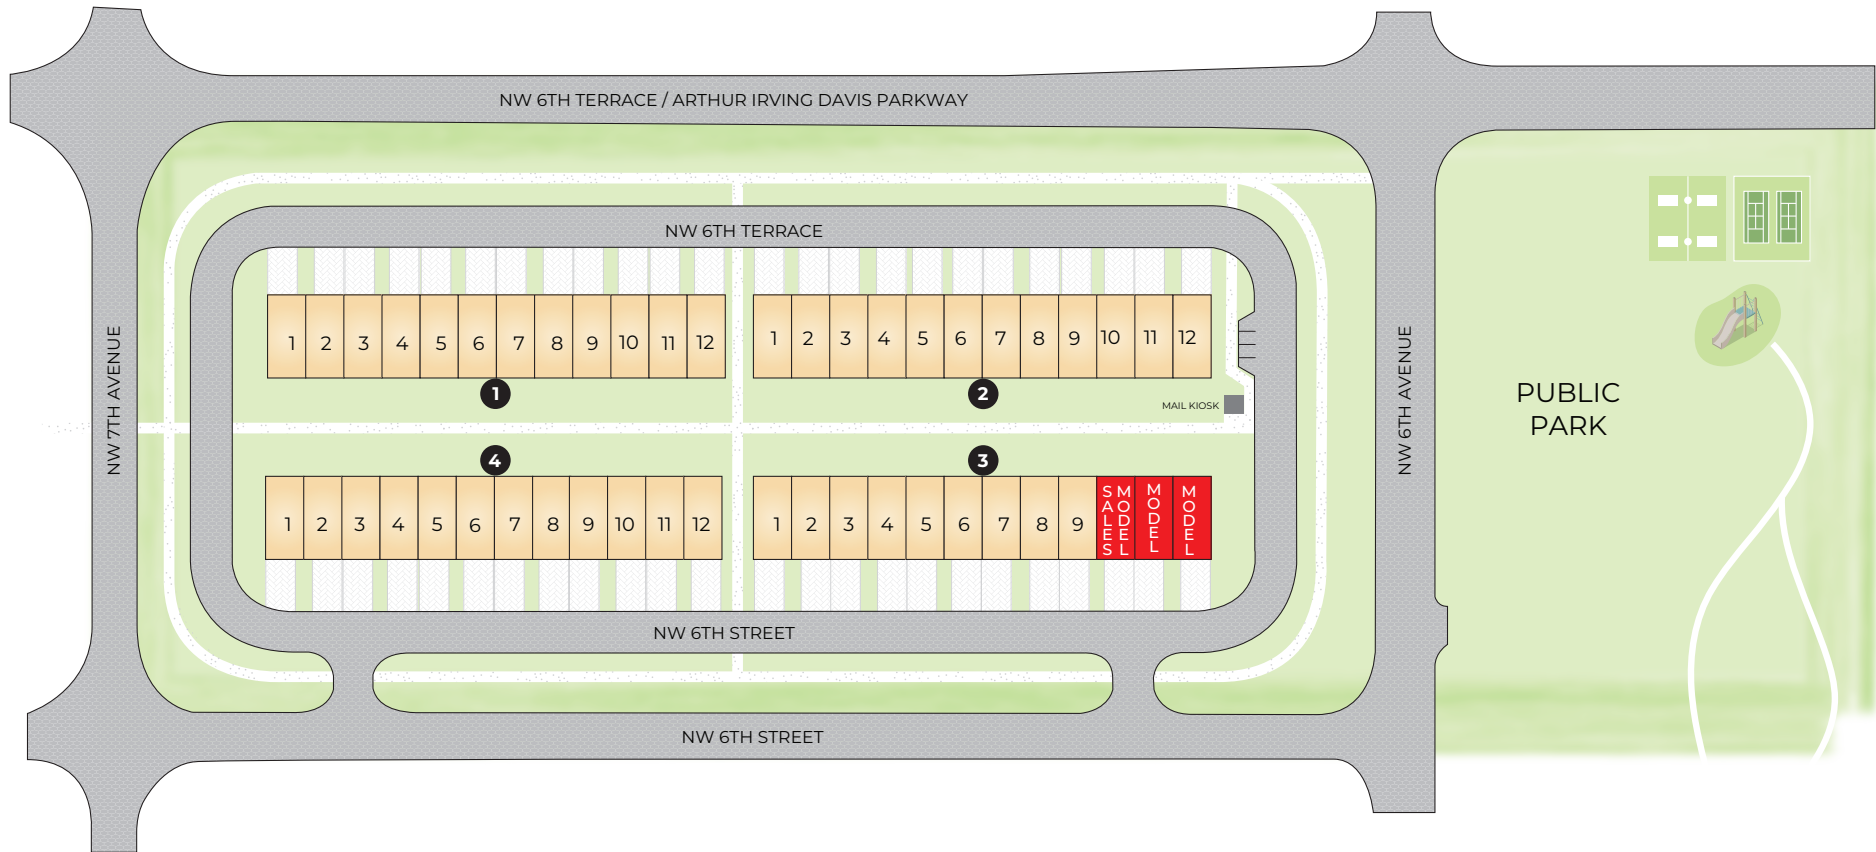 NW 6TH TERRACE / ARTHUR IRVING DAVIS PARKWAY
NW 6TH TERRACE
1 2 3 4 5 6 7 8 9 10 11 12
1 2 3 4 5 6 7 8 9 10 11 12
1
2
MAIL KIOSK
NW 7TH AVENUE
NW 6TH AVENUE
PUBLIC
PARK
4
3
1 2 3 4 5 6 7 8 9 10 11 12
1 2 3 4 5 6 7 8 9
SALES
MODEL
MODEL
MODEL
NW 6TH STREET
NW 6TH STREET